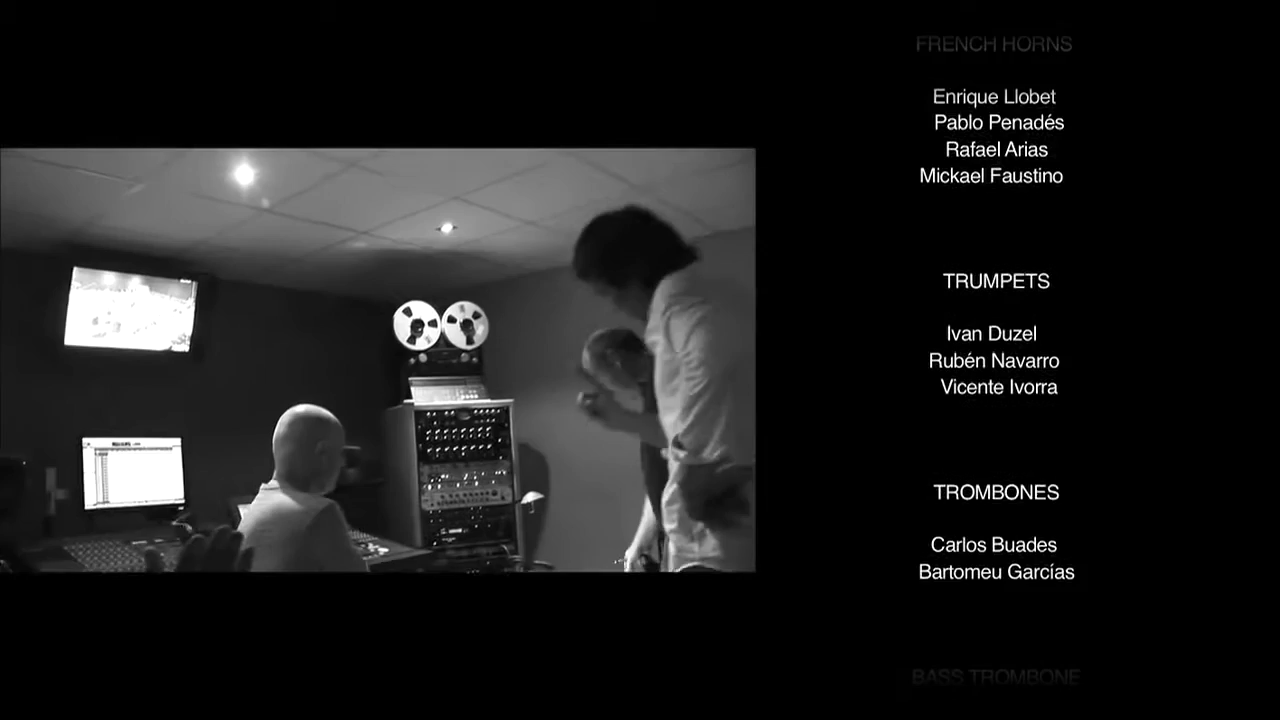 FRENCH HORNS
Enrique Llobet
Pablo Penadés
Rafael Arias
Mickael Faustino
TRUMPETS
Ivan Duzel
Rubén Navarro
Vicente Ivorra
TROMBONES
Carlos Buades
Bartomeu Garcías
BASS TROMBONE